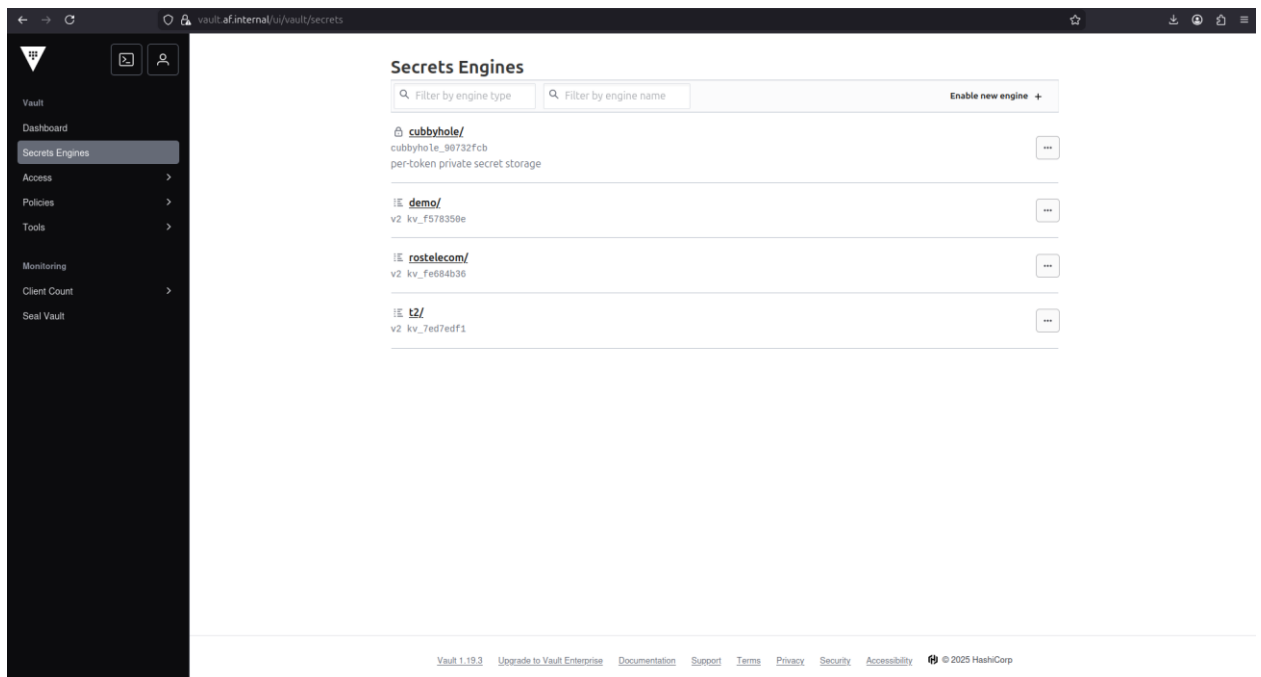 vault.af.internal/ui/vault/secrets
Vault
Dashboard
Secrets Engines
Access
Policies
Tools
Monitoring
Client Count
Seal Vault
Secrets Engines
Filter by engine type
Filter by engine name
Enable new engine +
cubbyhole/
cubbyhole_90732fcb
per-token private secret storage
demo/
v2 kv_f578350e
rostelecom/
v2 kv_fe684b36
t2/
v2 kv_7ed7edf1
Vault 1.19.3 Upgrade to Vault Enterprise Documentation Support Terms Privacy Security Accessibility © 2025 HashiCorp